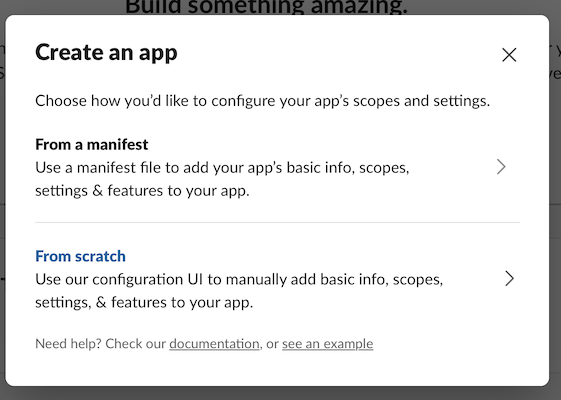 Build something amazing.
Create an app
Choose how you'd like to configure your app's scopes and settings.
From a manifest
Use a manifest file to add your app's basic info, scopes,
settings & features to your app.
From scratch
Use our configuration UI to manually add basic info, scopes,
settings, & features to your app.
Need help? Check our documentation, or see an example